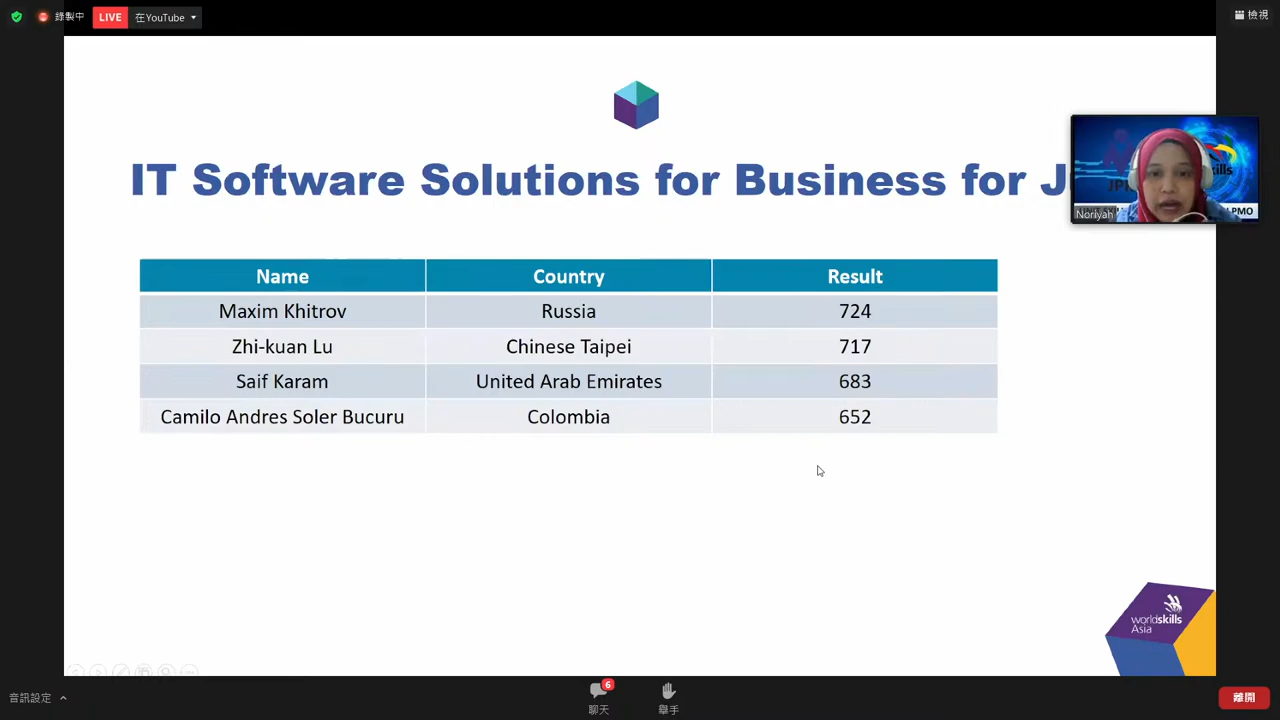 錄製中
LIVE
在YouTube
檢視
IT Software Solutions for Business for J
Noriyah
PMO
Name Country Result
Maxim Khitrov Russia 724
Zhi-kuan Lu Chinese Taipei 717
Saif Karam United Arab Emirates 683
Camilo Andres Soler Bucuru Colombia 652
worldskills
Asia
音訊設定
6
聊天
舉手
離開